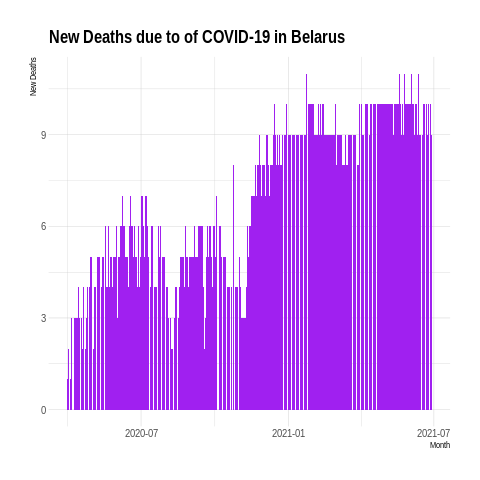 New Deaths due to of COVID-19 in Belarus
New Deaths
9
6
3
0
2020-07 2021-01 2021-07
Month